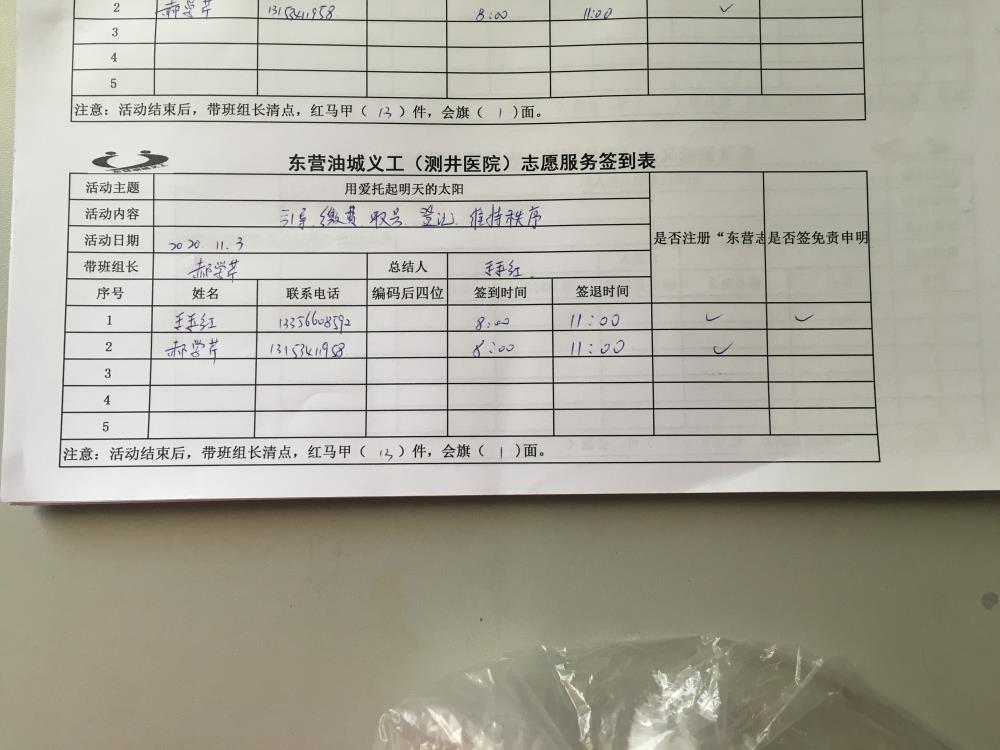 2 郝学芹 13153411958 8:00 11:00 ✓
3
4
5
注意：活动结束后，带班组长清点，红马甲（13）件，会旗（1）面。
东营油城义工（测井医院）志愿服务签到表
活动主题 用爱托起明天的太阳
活动内容 引导 缴费 取号 登记 维持秩序
活动日期 2020.11.3
是否注册“东营志 是否签免责申明
带班组长 郝学芹 总结人
序号 姓名 联系电话 编码后四位 签到时间 签退时间
1 13356608592 8:00 11:00 ✓ ✓
2 郝学芹 13153411958 8:00 11:00 ✓
3
4
5
注意：活动结束后，带班组长清点，红马甲（13）件，会旗（1）面。